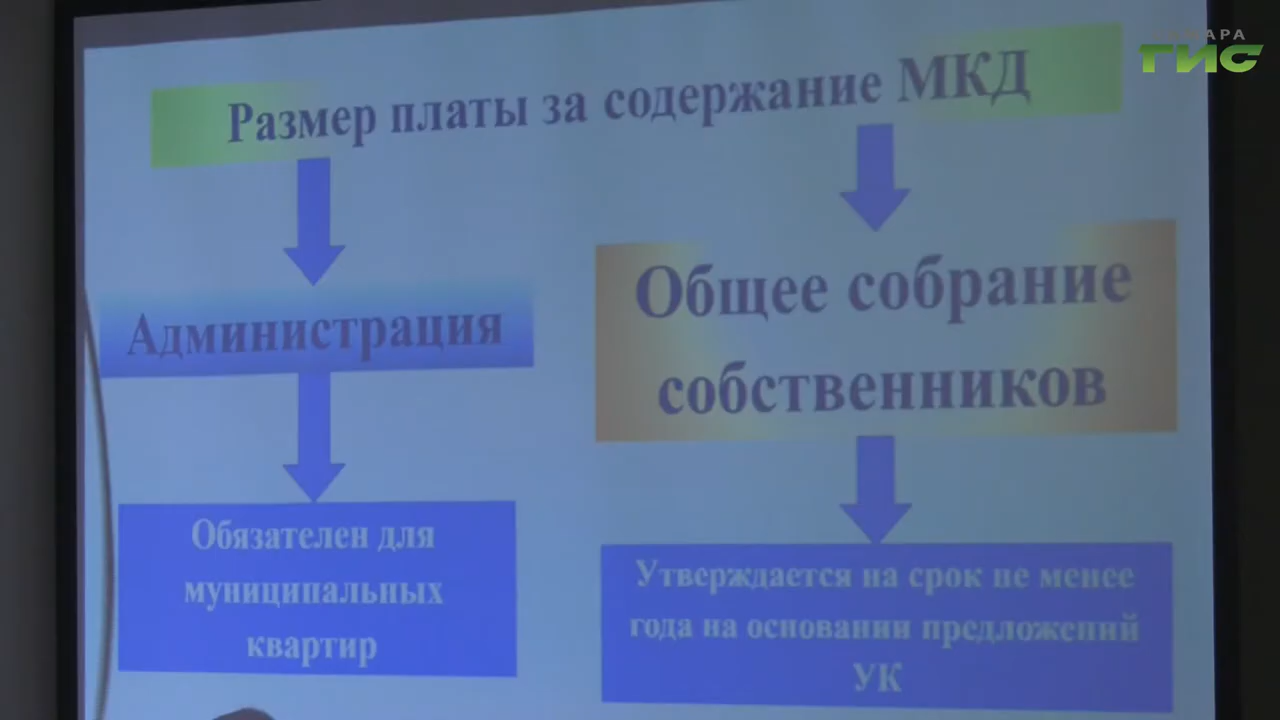 САМАРА
ГИС
Размер платы за содержание МКД
Администрация
Обязателен для
муниципальных
квартир
Общее собрание
собственников
Утверждается на срок не менее
года на основании предложений
УК